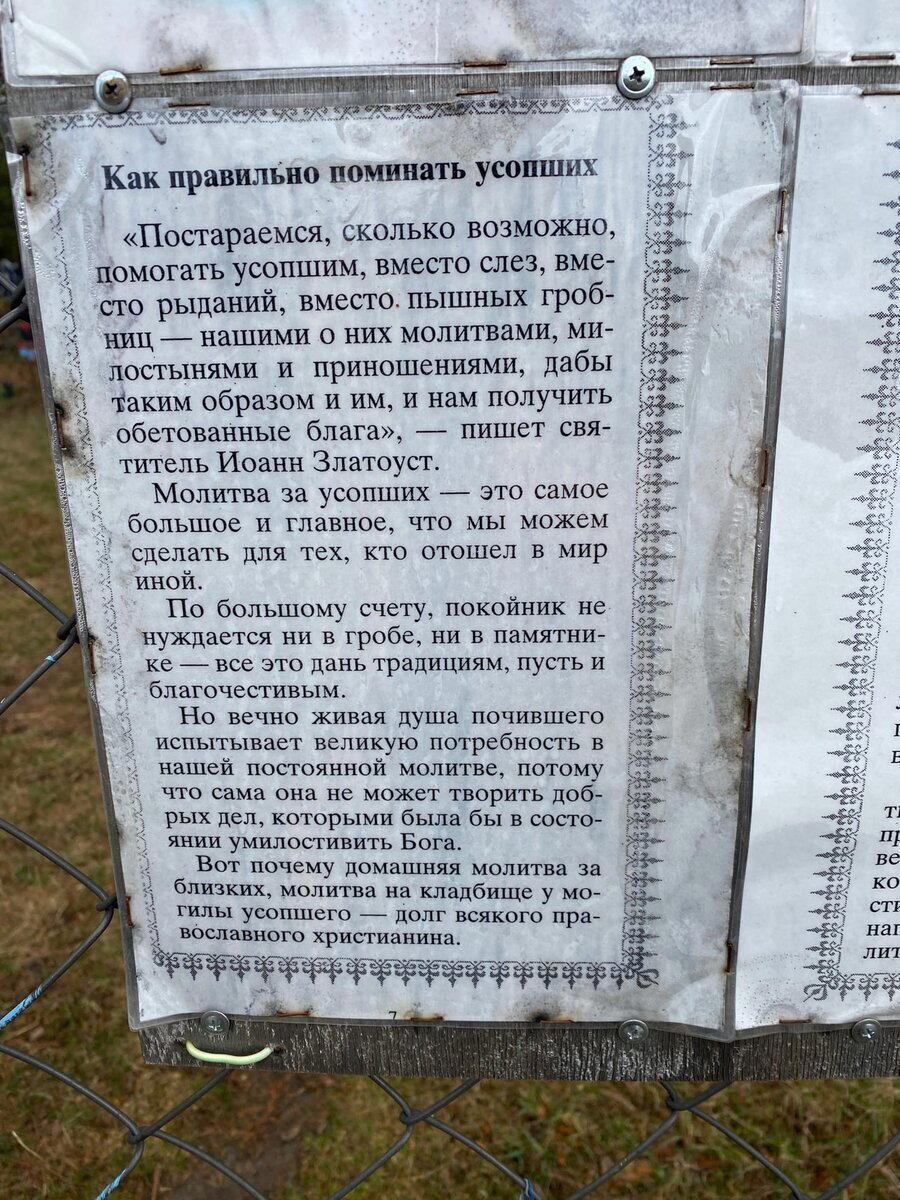 Как правильно поминать усопших
«Постараемся, сколько возможно,
помогать усопшим, вместо слез, вме-
сто рыданий, вместо пышных гроб-
ниц — нашими о них молитвами, ми-
лостынями и приношениями, дабы
таким образом и им, и нам получить
обетованные блага», — пишет свя-
титель Иоанн Златоуст.
Молитва за усопших — это самое
большое и главное, что мы можем
сделать для тех, кто отошел в мир
иной.
По большому счету, покойник не
нуждается ни в гробе, ни в памятни-
ке — все это дань традициям, пусть и
благочестивым.
Но вечно живая душа почившего
испытывает великую потребность в
нашей постоянной молитве, потому
что сама она не может творить доб-
рых дел, которыми была бы в состо-
янии умилостивить Бога.
Вот почему домашняя молитва за
близких, молитва на кладбище у мо-
гилы усопшего — долг всякого пра-
вославного христианина.
7